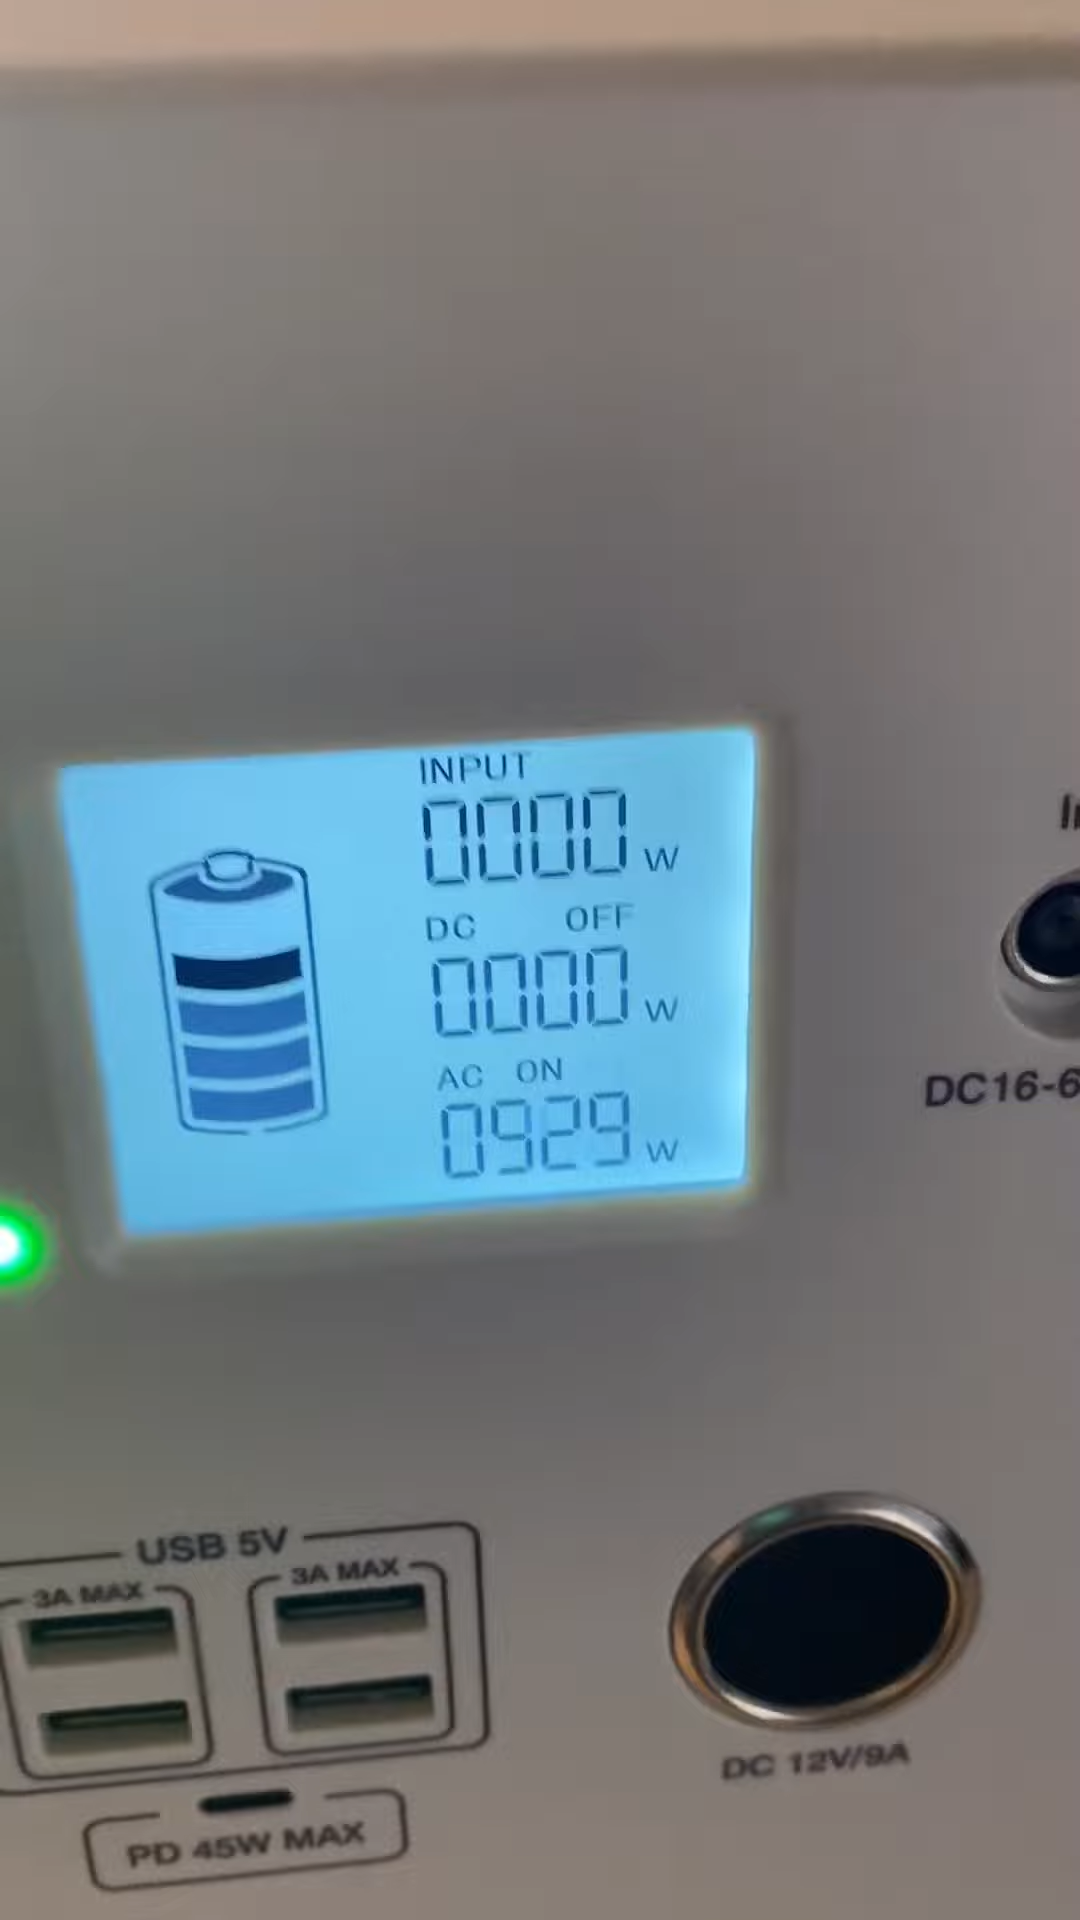 INPUT
0000 W
DC OFF
0000 W
AC ON
0929 W
DC16-6
USB 5V
3A MAX 3A MAX
PD 45W MAX
DC 12V/9A